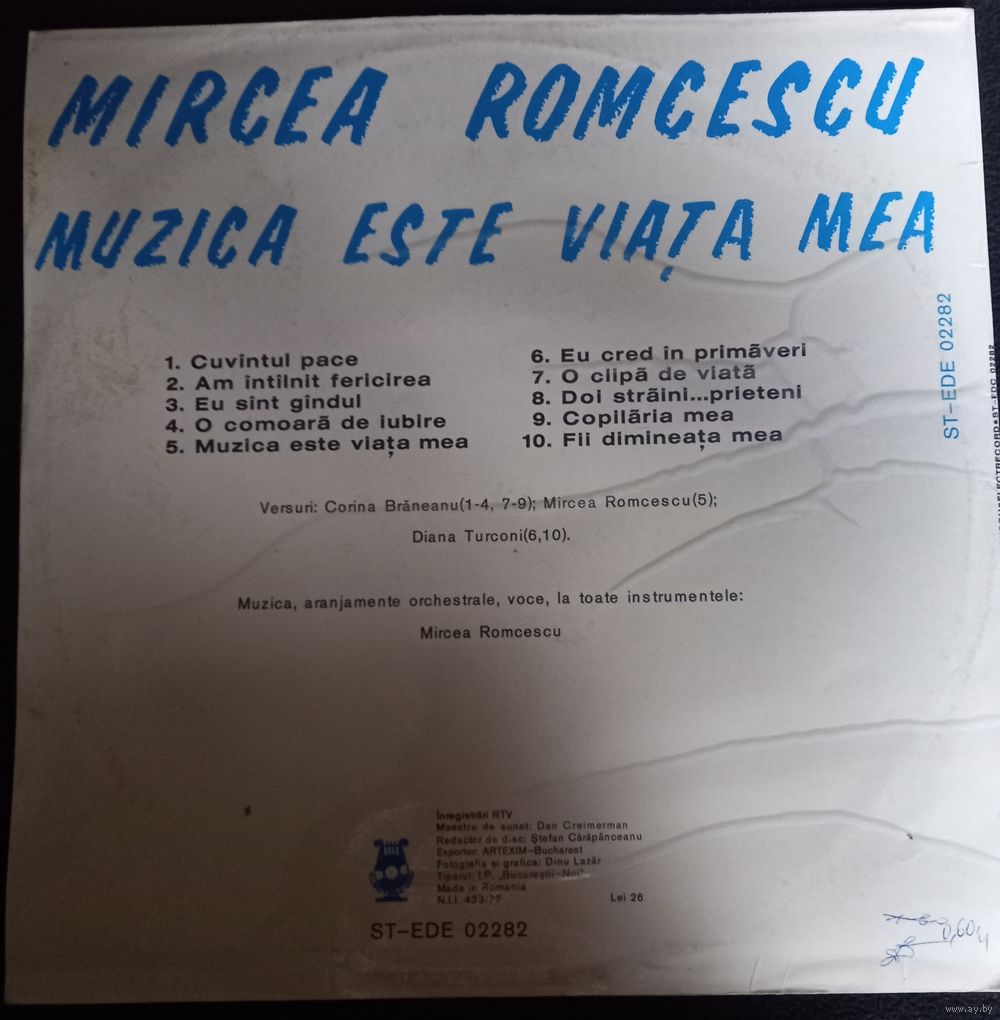 MIRCEA ROMCESCU
MUZICA ESTE VIAȚA MEA
1. Cuvîntul pace
2. Am întîlnit fericirea
3. Eu sînt gîndul
4. O comoară de iubire
5. Muzica este viața mea
6. Eu cred în primăveri
7. O clipă de viată
8. Doi străini...prieteni
9. Copilăria mea
10. Fii dimineața mea
ST-EDE 02282
Versuri: Corina Brăneanu(1-4, 7-9); Mircea Romcescu(5);
Diana Turconi(6,10).
Muzica, aranjamente orchestrale, voce, la toate instrumentele:
Mircea Romcescu
Înregistrări RTV
Maestru de sunet: Dan Creimerman
Redactor de disc: Ștefan Cărăpănceanu
Exporter: ARTEXIM-Bucharest
Fotografia și grafica: Dinu Lazăr
Tiparul: I.P. „Bucureștii-Noi”
Made in Romania
N.I.I. 433/77
Lei 26
ST-EDE 02282
0,60
www.ay.by